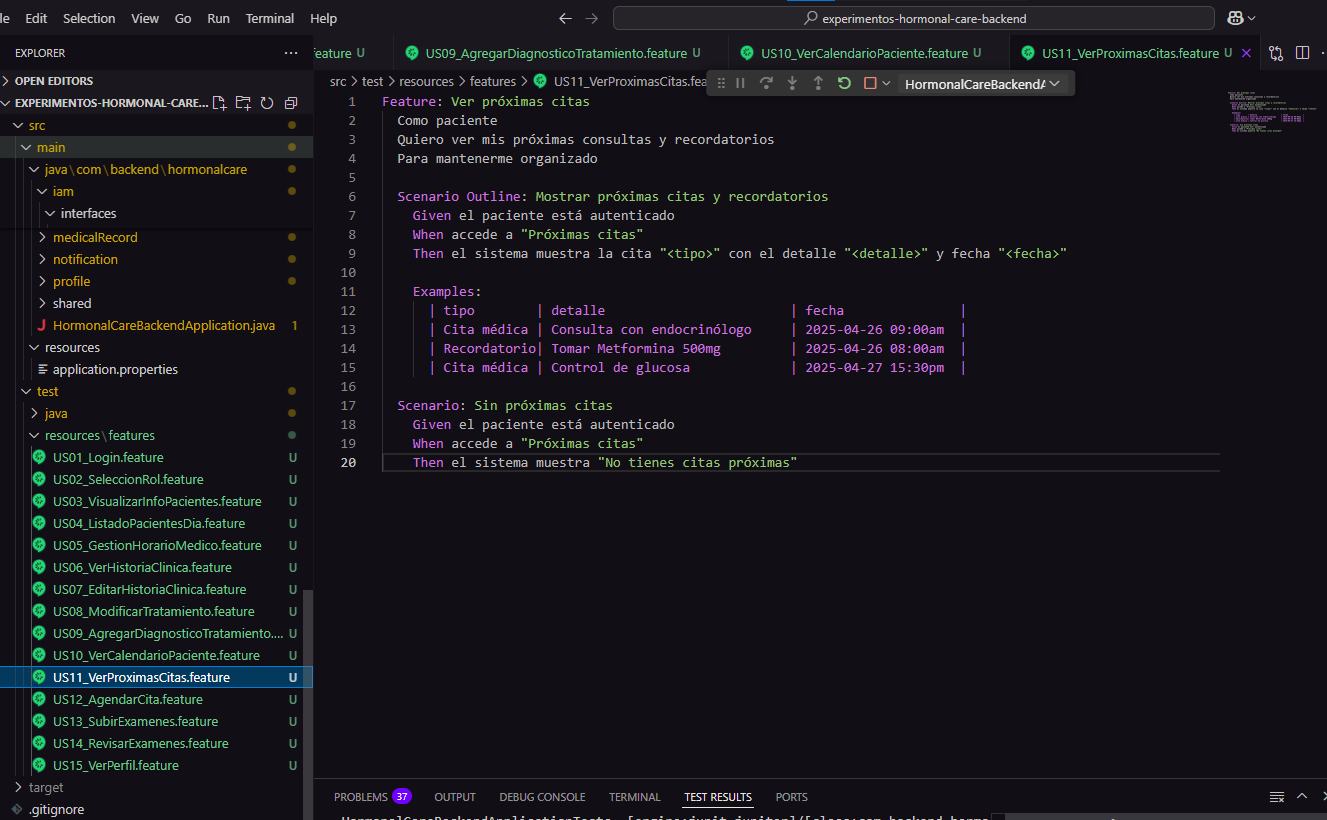 le Edit Selection View Go Run Terminal Help
experimentos-hormonal-care-backend
EXPLORER
OPEN EDITORS
EXPERIMENTOS-HORMONAL-CARE...
src
main
java\com\backend\hormonalcare
iam
interfaces
medicalRecord
notification
profile
shared
HormonalCareBackendApplication.java 1
resources
application.properties
test
java
resources\features
US01_Login.feature U
US02_SeleccionRol.feature U
US03_VisualizarInfoPacientes.feature U
US04_ListadoPacientesDia.feature U
US05_GestionHorarioMedico.feature U
US06_VerHistoriaClinica.feature U
US07_EditarHistoriaClinica.feature U
US08_ModificarTratamiento.feature U
US09_AgregarDiagnosticoTratamiento.... U
US10_VerCalendarioPaciente.feature U
US11_VerProximasCitas.feature U
US12_AgendarCita.feature U
US13_SubirExamenes.feature U
US14_RevisarExamenes.feature U
US15_VerPerfil.feature U
target
.gitignore
feature U US09_AgregarDiagnosticoTratamiento.feature U US10_VerCalendarioPaciente.feature U US11_VerProximasCitas.feature U
src > test > resources > features > US11_VerProximasCitas.fea
HormonalCareBackendA
1 Feature: Ver próximas citas
2 Como paciente
3 Quiero ver mis próximas consultas y recordatorios
4 Para mantenerme organizado
5
6 Scenario Outline: Mostrar próximas citas y recordatorios
7 Given el paciente está autenticado
8 When accede a "Próximas citas"
9 Then el sistema muestra la cita "<tipo>" con el detalle "<detalle>" y fecha "<fecha>"
10
11 Examples:
12 | tipo | detalle | fecha |
13 | Cita médica | Consulta con endocrinólogo | 2025-04-26 09:00am |
14 | Recordatorio| Tomar Metformina 500mg | 2025-04-26 08:00am |
15 | Cita médica | Control de glucosa | 2025-04-27 15:30pm |
16
17 Scenario: Sin próximas citas
18 Given el paciente está autenticado
19 When accede a "Próximas citas"
20 Then el sistema muestra "No tienes citas próximas"
PROBLEMS 37 OUTPUT DEBUG CONSOLE TERMINAL TEST RESULTS PORTS